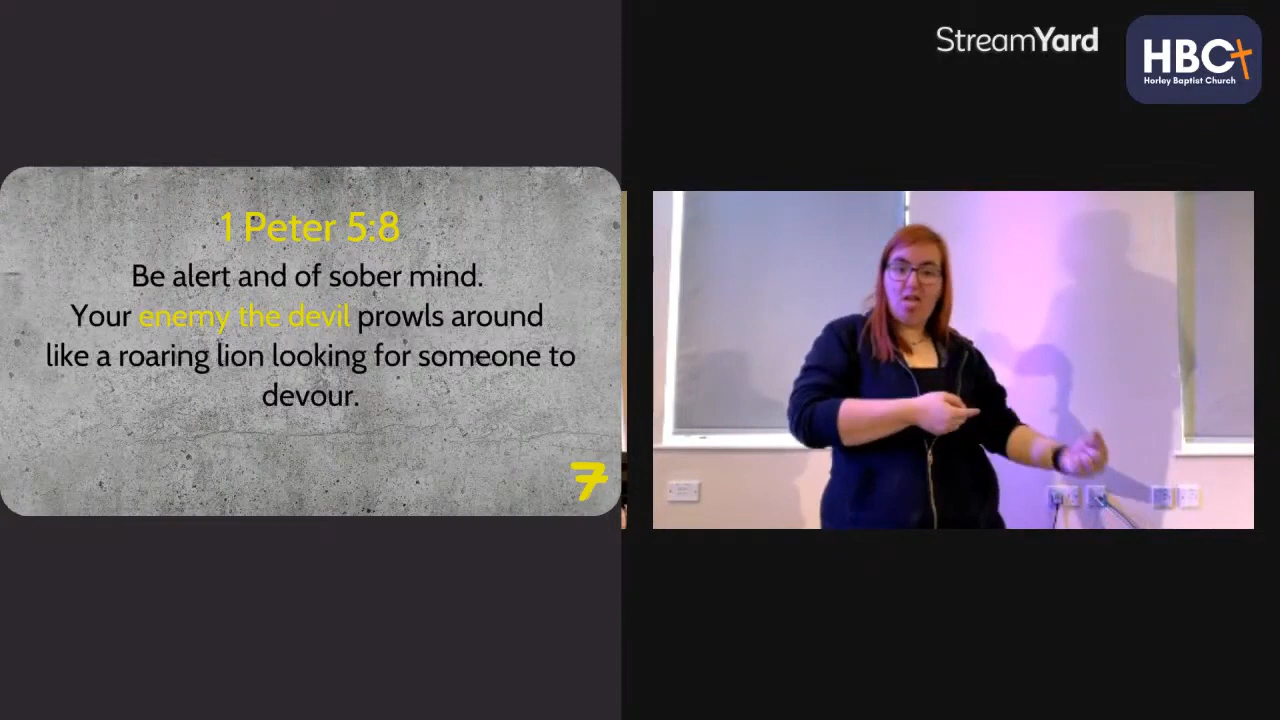 StreamYard
HBC
Horley Baptist Church
1 Peter 5:8
Be alert and of sober mind.
Your enemy the devil prowls around
like a roaring lion looking for someone to
devour.
7